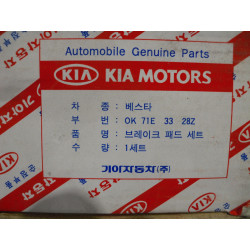 Automobile Genuine Parts
KIA KIA MOTORS
차 종 : 베스타
부 번 : OK 71E 33 28Z
품 명 : 브레이크 패드 세트
수 량 : 1세트
기아자동차(주)